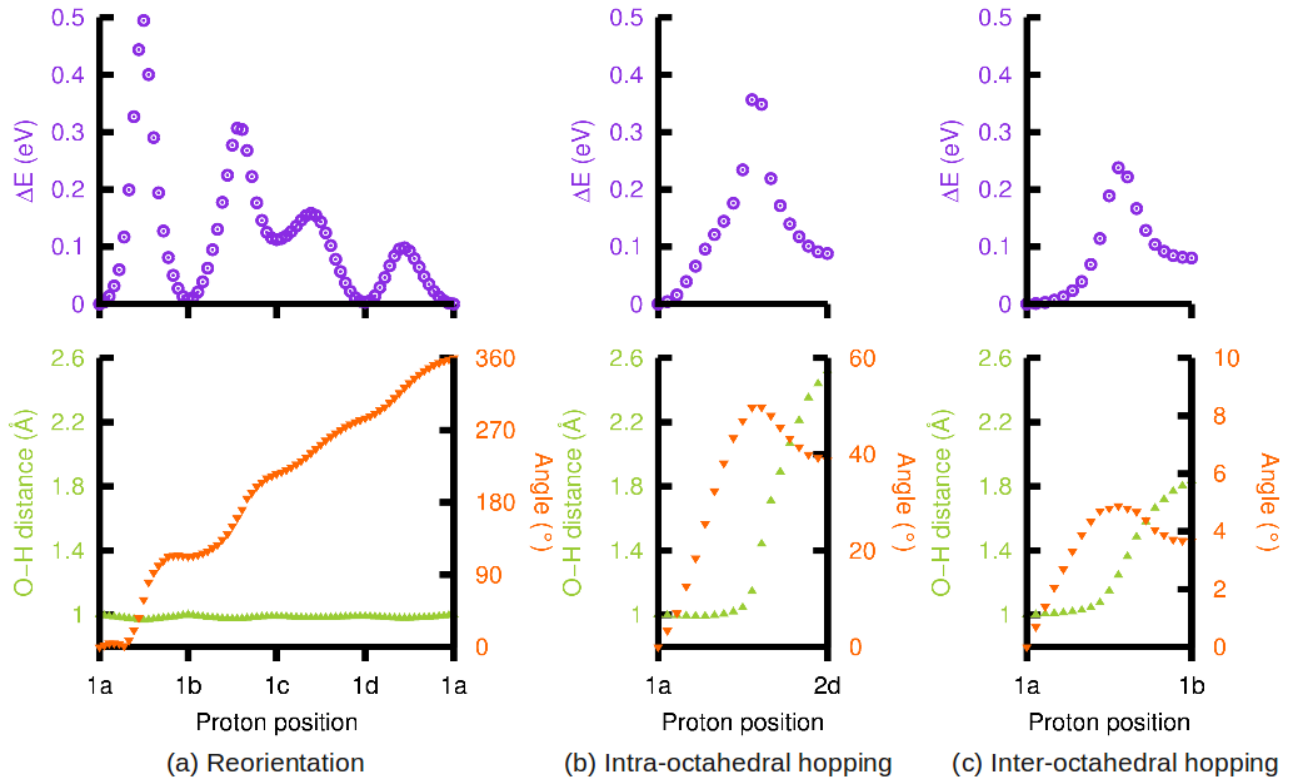 0.5
0.4
0.3
0.2
0.1
0
ΔE (eV)
0.5
0.4
0.3
0.2
0.1
0
ΔE (eV)
0.5
0.4
0.3
0.2
0.1
0
ΔE (eV)
2.6
2.2
1.8
1.4
1
O-H distance (Å)
360
270
180
90
0
Angle (°)
1a 1b 1c 1d 1a
Proton position
(a) Reorientation
2.6
2.2
1.8
1.4
1
O-H distance (Å)
60
40
20
0
Angle (°)
1a 2d
Proton position
(b) Intra-octahedral hopping
2.6
2.2
1.8
1.4
1
O-H distance (Å)
10
8
6
4
2
0
Angle (°)
1a 1b
Proton position
(c) Inter-octahedral hopping